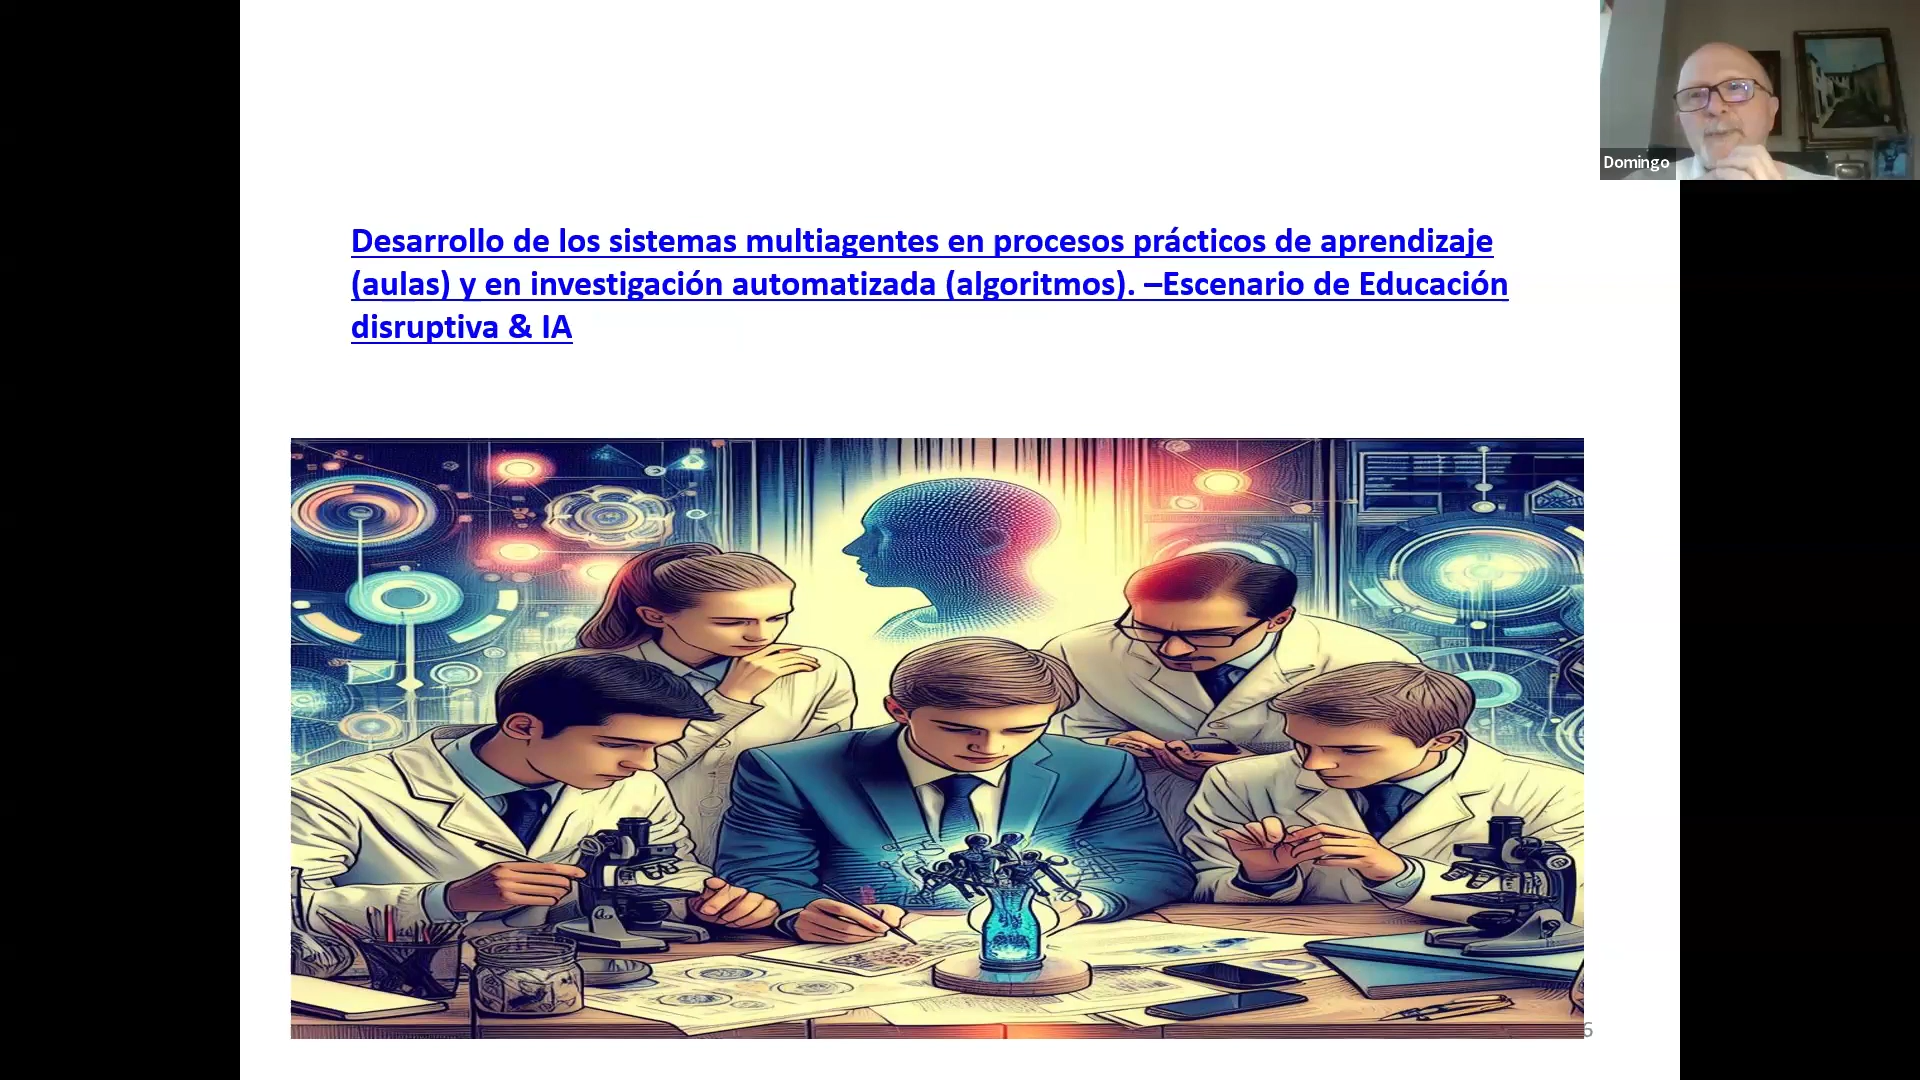 Domingo
Desarrollo de los sistemas multiagentes en procesos prácticos de aprendizaje
(aulas) y en investigación automatizada (algoritmos). –Escenario de Educación
disruptiva & IA
6